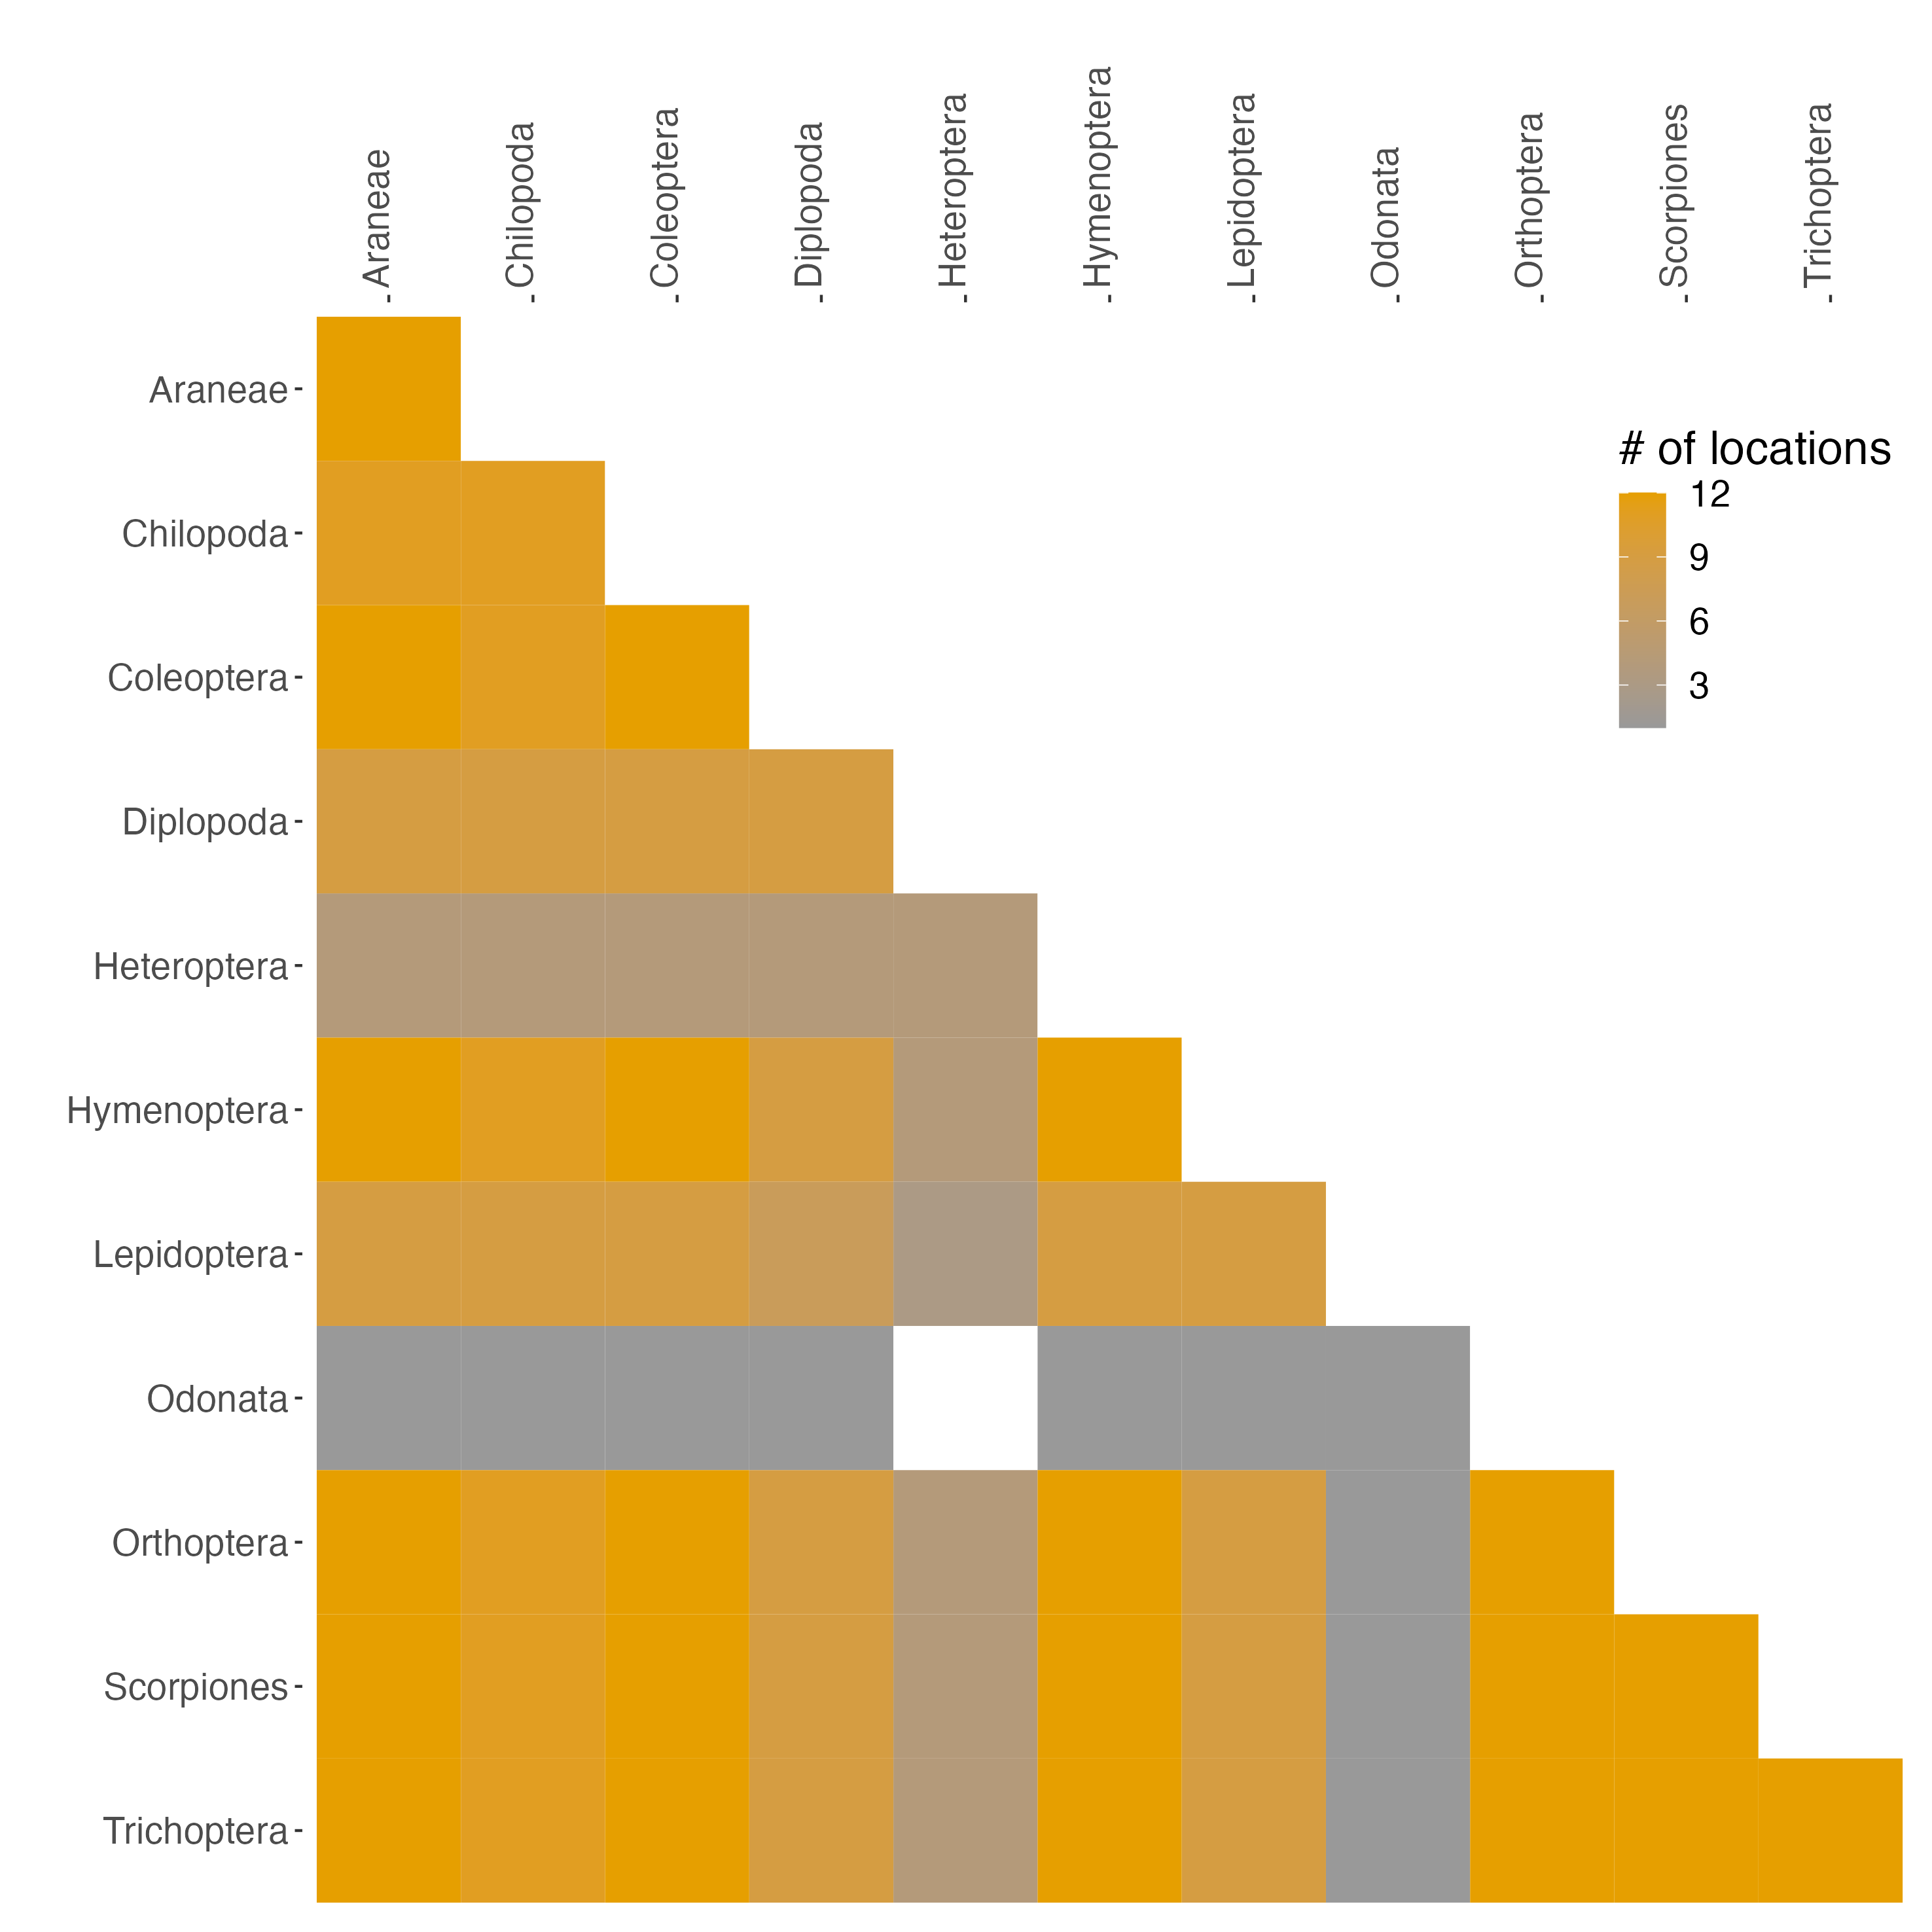 Araneae
Chilopoda
Coleoptera
Diplopoda
Heteroptera
Hymenoptera
Lepidoptera
Odonata
Orthoptera
Scorpiones
Trichoptera
Araneae
Chilopoda
Coleoptera
Diplopoda
Heteroptera
Hymenoptera
Lepidoptera
Odonata
Orthoptera
Scorpiones
Trichoptera
# of locations
12
9
6
3